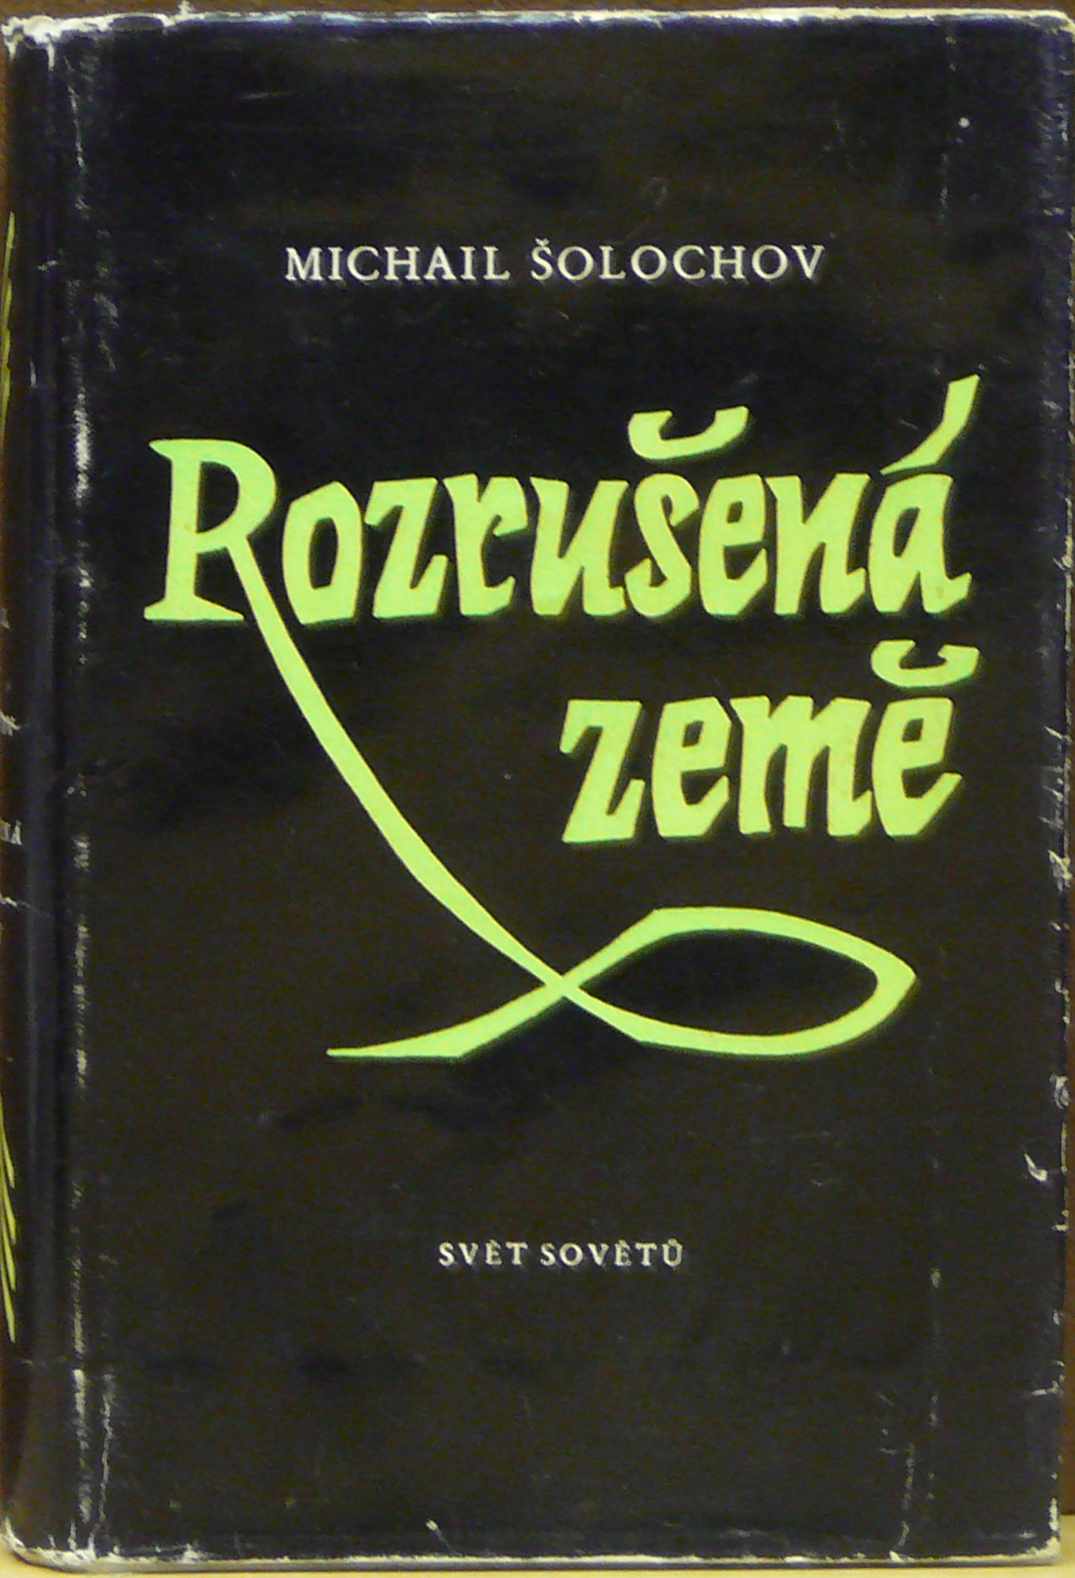 MICHAIL ŠOLOCHOV
Rozrušená
země
SVĚT SOVĚTŮ